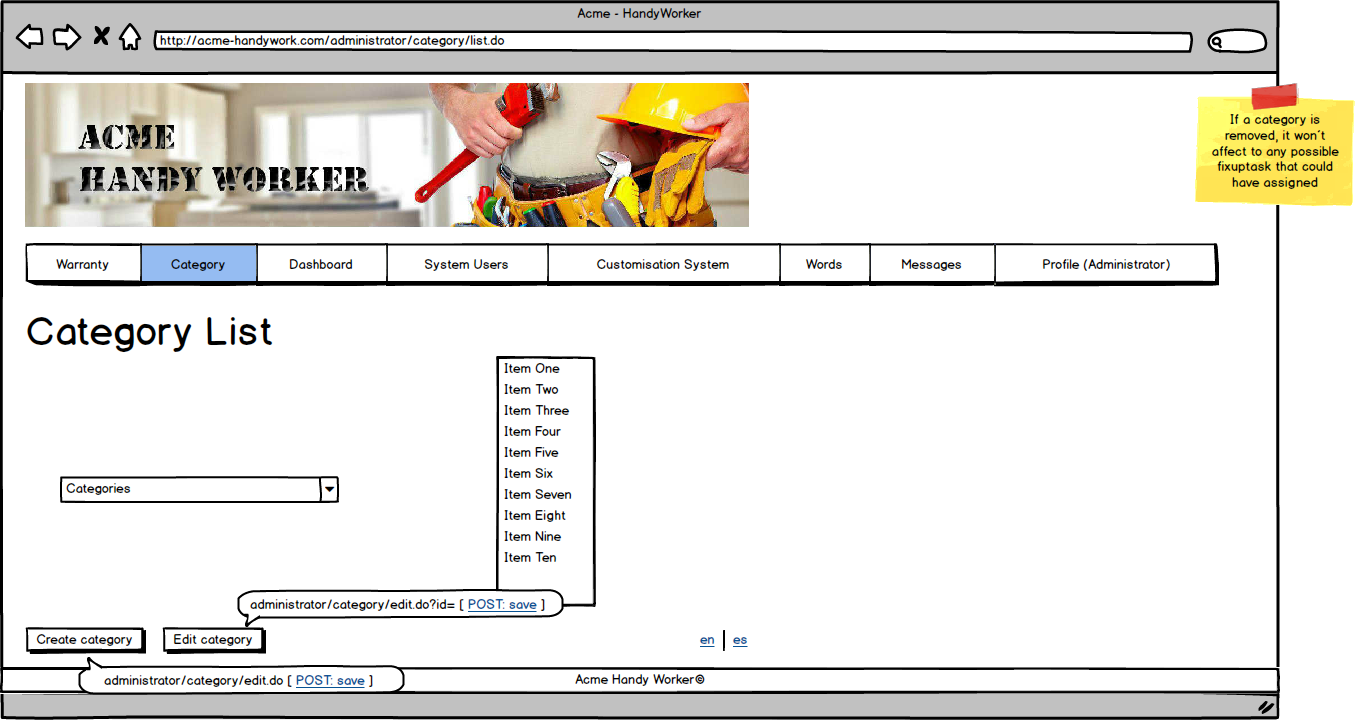 Acme - HandyWorker
http://acme-handywork.com/administrator/category/list.do
ACME
HANDY WORKER
If a category is
removed, it won´t
affect to any possible
fixuptask that could
have assigned
Warranty Category Dashboard System Users Customisation System Words Messages Profile (Administrator)
Category List
Item One
Item Two
Item Three
Item Four
Item Five
Item Six
Item Seven
Item Eight
Item Nine
Item Ten
Categories
administrator/category/edit.do?id= [ POST: save ]
Create category Edit category
en es
administrator/category/edit.do [ POST: save ]
Acme Handy Worker©